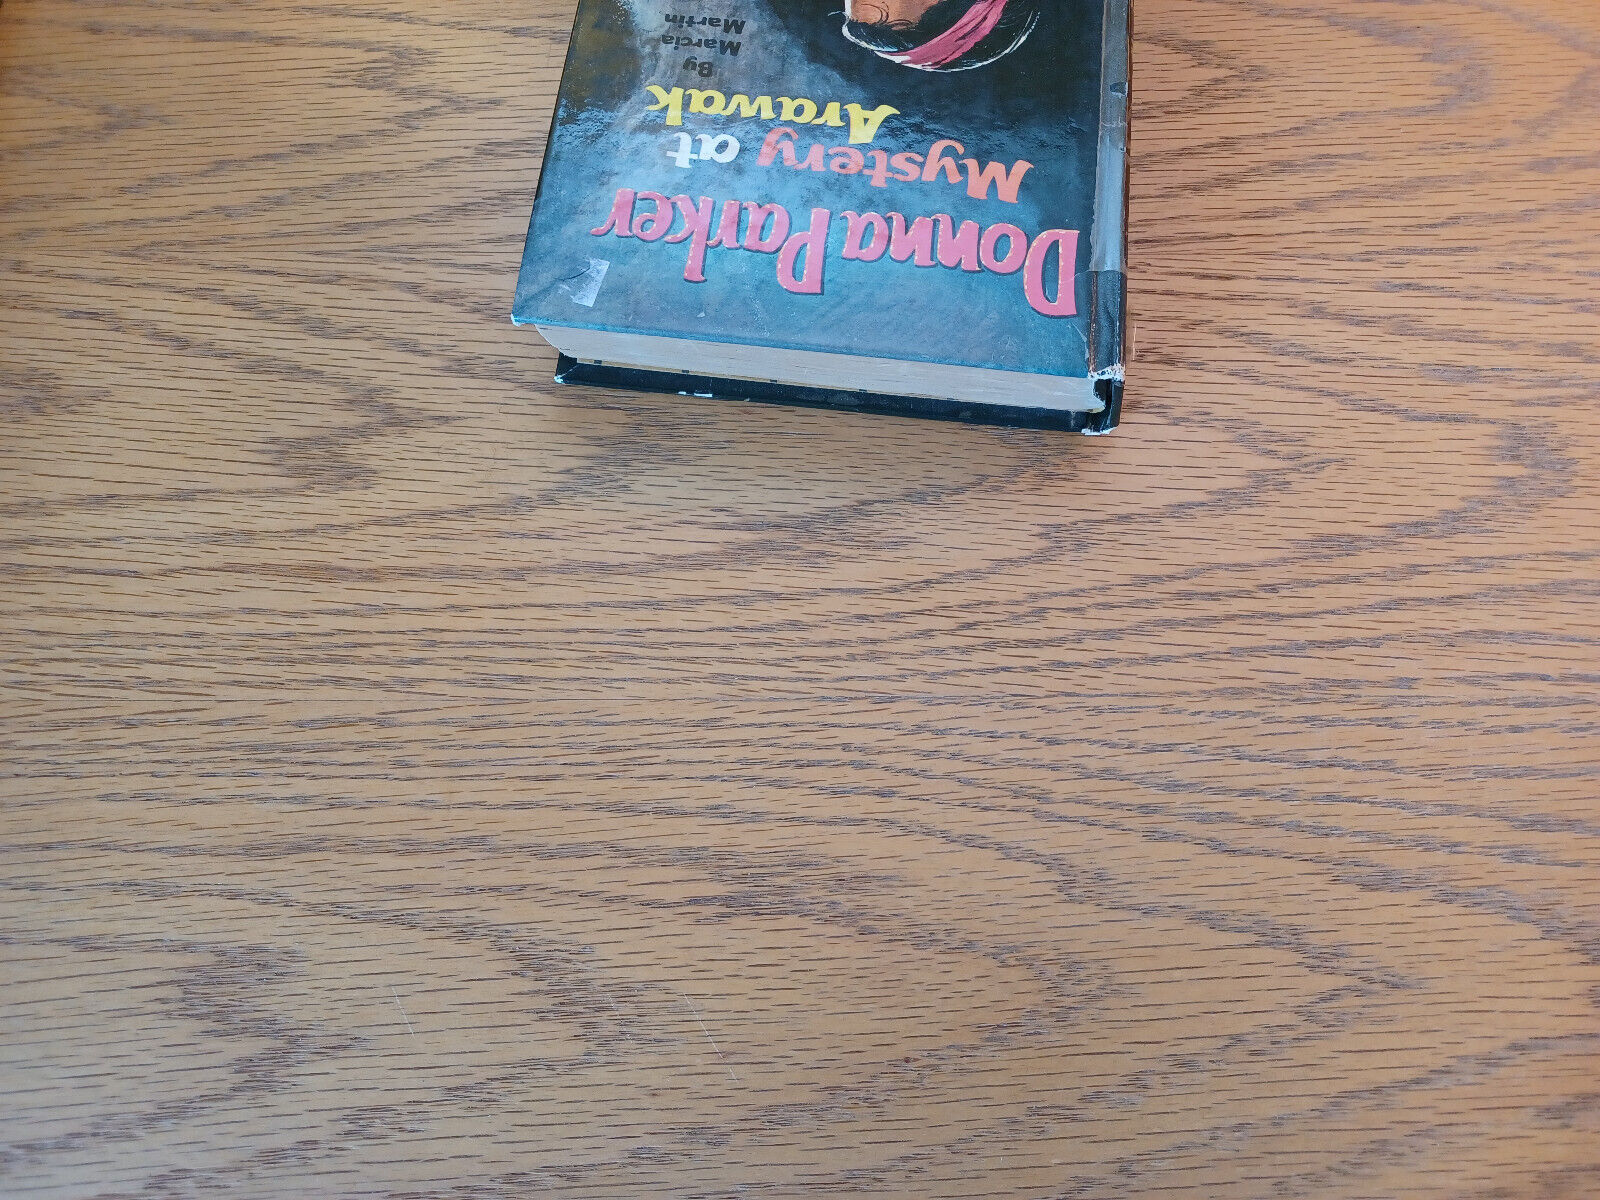 Donna Parker
Mystery at
Arawak
By
Marcia
Martin